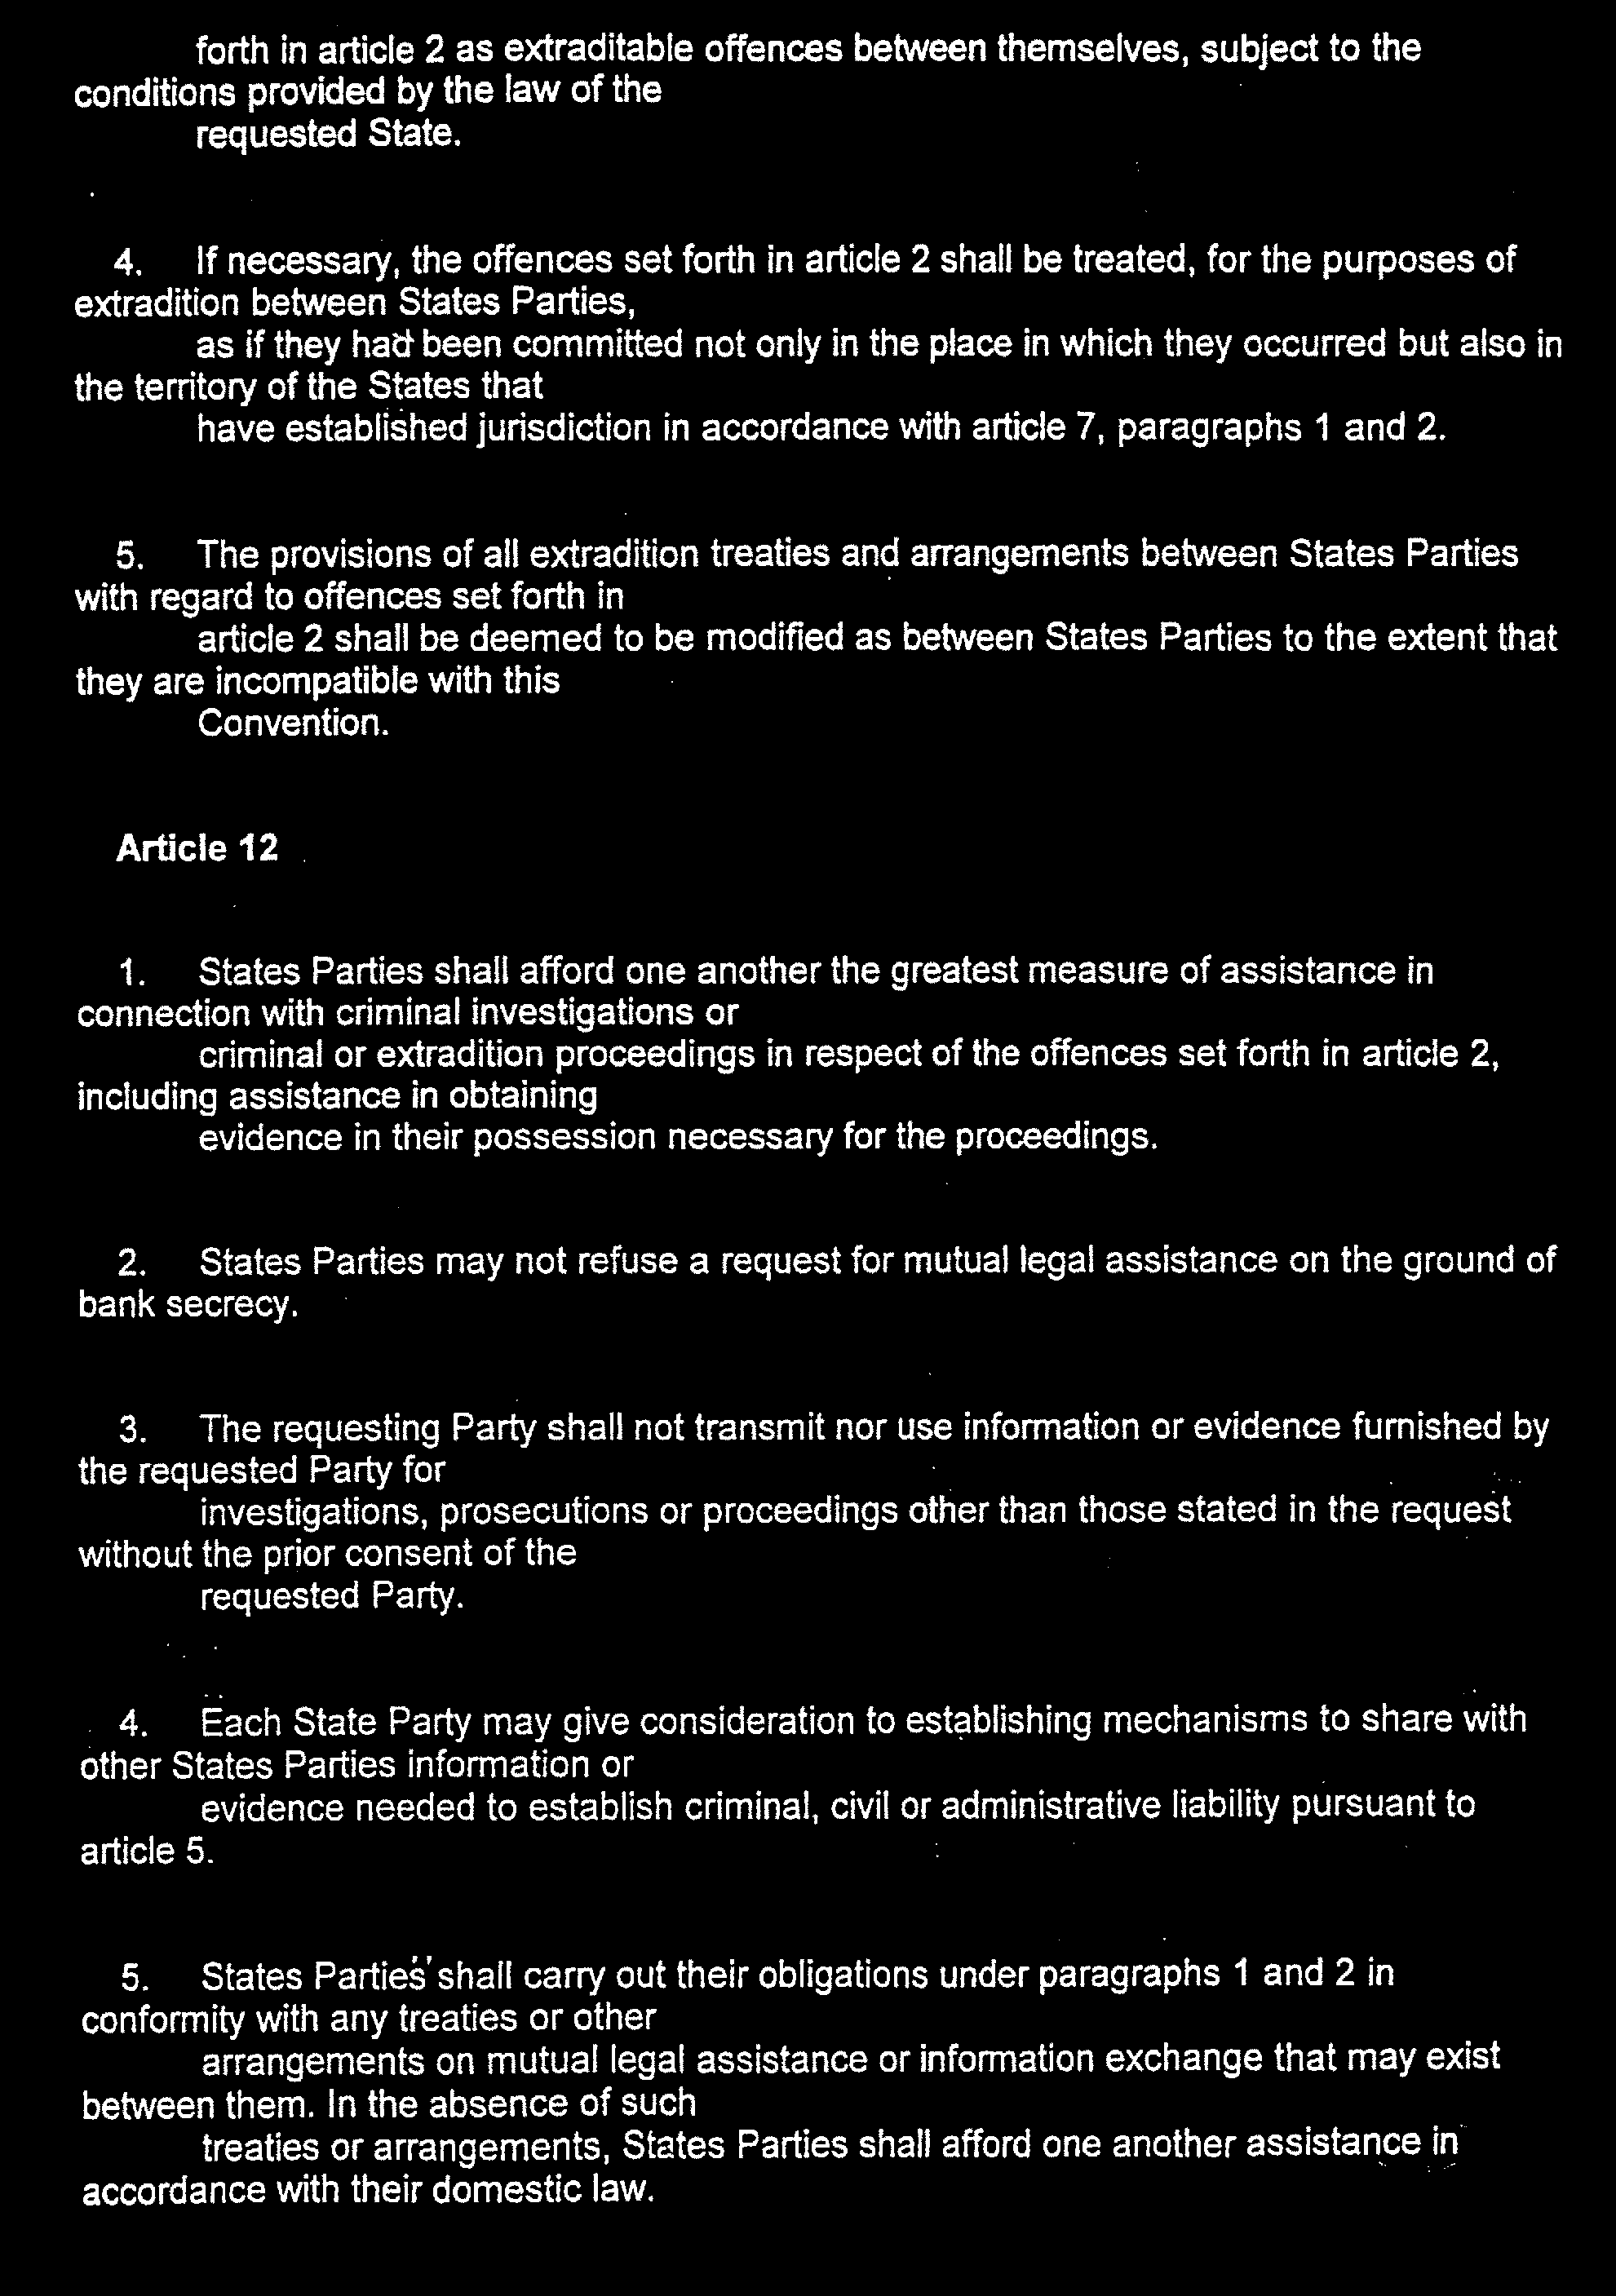 forth in article 2 as extraditable offences between themselves, subject to the
conditions provided by the law of the
requested State.
4. If necessary, the offences set forth in article 2 shall be treated, for the purposes of
extradition between States Parties,
as if they had been committed not only in the place in which they occurred but also in
the territory of the States that
have established jurisdiction in accordance with article 7, paragraphs 1 and 2.
5. The provisions of all extradition treaties and arrangements between States Parties
with regard to offences set forth in
article 2 shall be deemed to be modified as between States Parties to the extent that
they are incompatible with this
Convention.
Article 12
1. States Parties shall afford one another the greatest measure of assistance in
connection with criminal investigations or
criminal or extradition proceedings in respect of the offences set forth in article 2,
including assistance in obtaining
evidence in their possession necessary for the proceedings.
2. States Parties may not refuse a request for mutual legal assistance on the ground of
bank secrecy.
3. The requesting Party shall not transmit nor use information or evidence furnished by
the requested Party for
investigations, prosecutions or proceedings other than those stated in the request
without the prior consent of the
requested Party.
4. Each State Party may give consideration to establishing mechanisms to share with
other States Parties information or
evidence needed to establish criminal, civil or administrative liability pursuant to
article 5.
5. States Parties shall carry out their obligations under paragraphs 1 and 2 in
conformity with any treaties or other
arrangements on mutual legal assistance or information exchange that may exist
between them. In the absence of such
treaties or arrangements, States Parties shall afford one another assistance in
accordance with their domestic law.